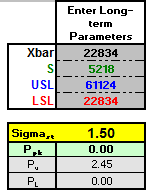 Enter Long-
term
Parameters
Xbar 22834
S 5218
USL 61124
LSL 22834
Sigmast 1.50
Ppk 0.00
Pu 2.45
PL 0.00